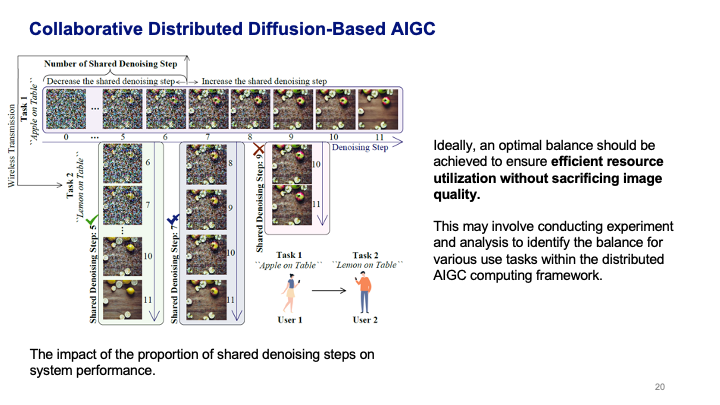 Collaborative Distributed Diffusion-Based AIGC
Number of Shared Denoising Step
Decrease the shared denoising step
Increase the shared denoising step
Wireless Transmission
Task 1
``Apple on Table``
...
0 ... 5 6 7 8 9 10 11
Denoising Step
Task 2
``Lemon on Table``
Shared Denoising Step: 5
6
7
...
10
11
Shared Denoising Step: 7
8
9
10
11
Shared Denoising Step: 9
10
11
Task 1
``Apple on Table``
Task 2
``Lemon on Table``
User 1
User 2
Ideally, an optimal balance should be
achieved to ensure efficient resource
utilization without sacrificing image
quality.
This may involve conducting experiment
and analysis to identify the balance for
various use tasks within the distributed
AIGC computing framework.
The impact of the proportion of shared denoising steps on
system performance.
20